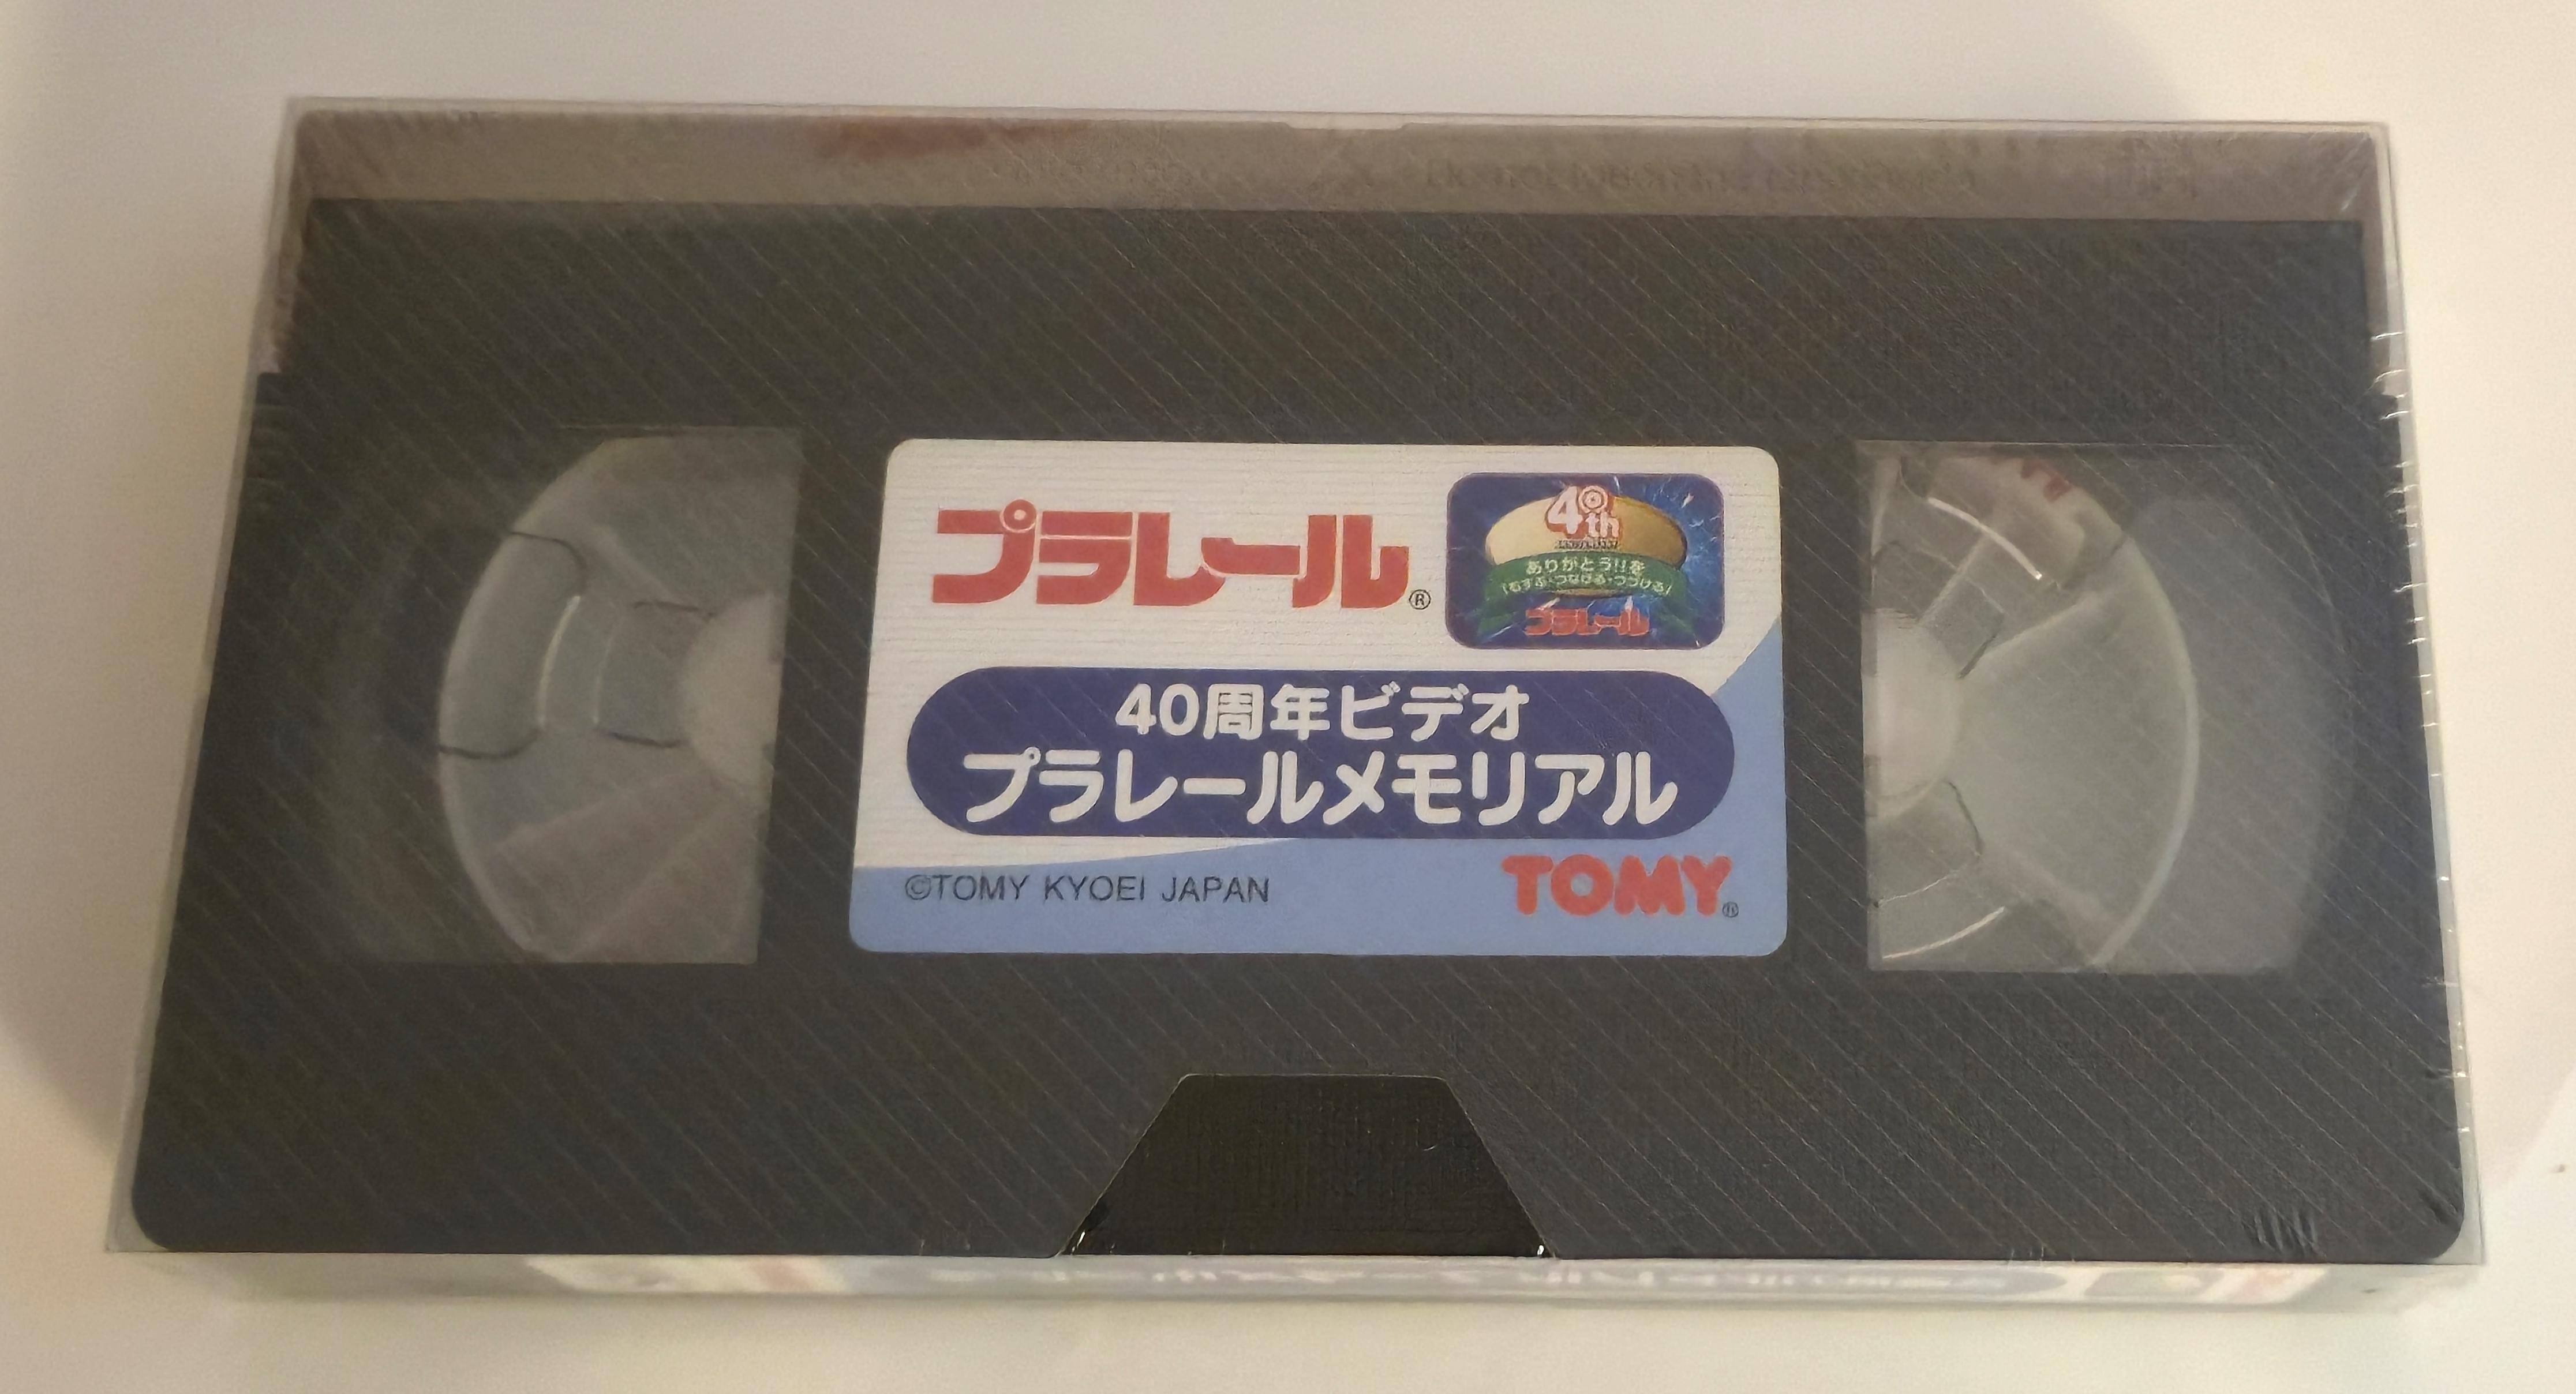 プラレール®
4th
ANNIVERSARY
ありがとう!!を
「むすぶ・つなげる・つづける」
プラレール
40周年ビデオ
プラレールメモリアル
©TOMY KYOEI JAPAN
TOMY®